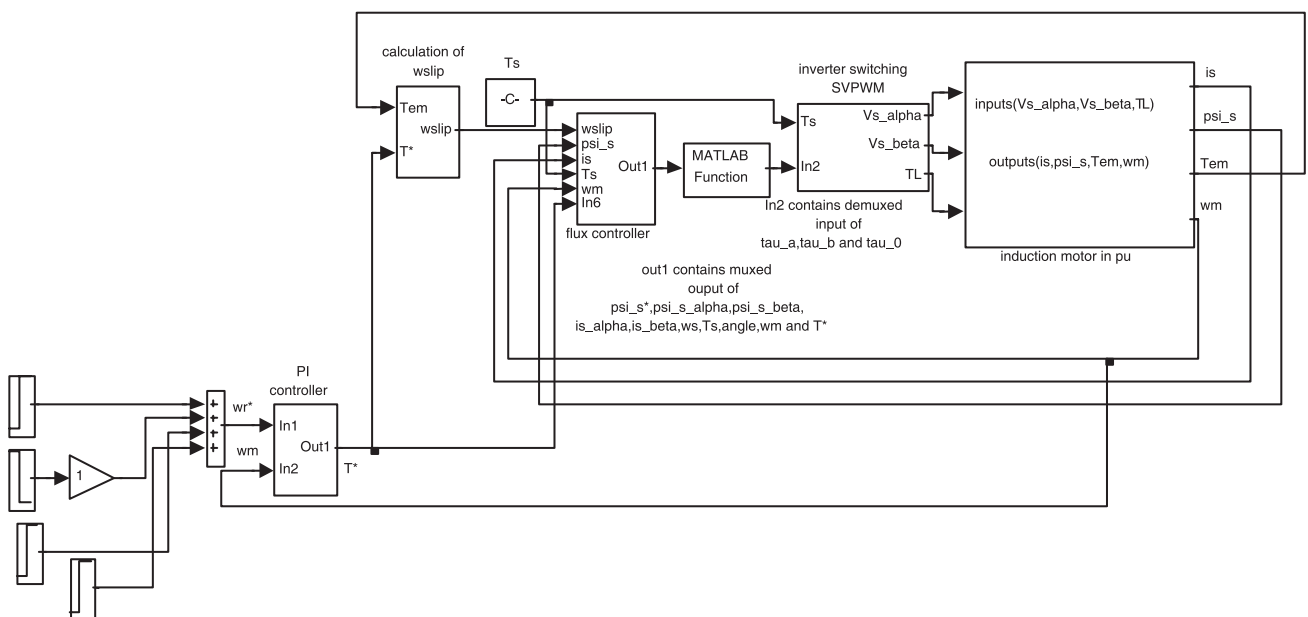 calculation of
wslip
Tem
wslip
T*
Ts
-C-
wslip
psi_s
is
Ts
wm
In6
Out1
flux controller
MATLAB
Function
inverter switching
SVPWM
Ts
In2
Vs_alpha
Vs_beta
TL
In2 contains demuxed
input of
tau_a,tau_b and tau_0
inputs(Vs_alpha,Vs_beta,TL)
outputs(is,psi_s,Tem,wm)
induction motor in pu
is
psi_s
Tem
wm
out1 contains muxed
ouput of
psi_s*,psi_s_alpha,psi_s_beta,
is_alpha,is_beta,ws,Ts,angle,wm and T*
PI
controller
wr*
wm
In1
In2
Out1
T*
+
+
+
+
1